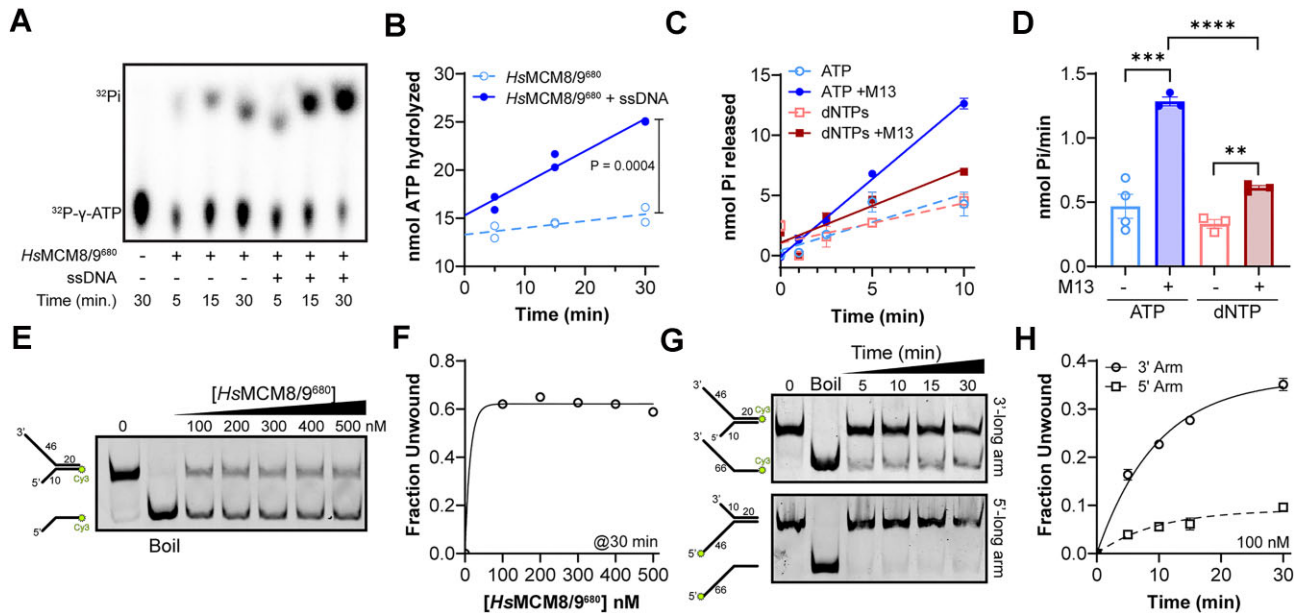 A
³²Pi
³²P-γ-ATP
HsMCM8/9⁶⁸⁰ - + + + + + +
ssDNA - - - - + + +
Time (min.) 30 5 15 30 5 15 30
B
nmol ATP hydrolyzed
30
25
20
15
10
0
HsMCM8/9⁶⁸⁰
HsMCM8/9⁶⁸⁰ + ssDNA
P = 0.0004
0 10 20 30
Time (min)
C
nmol Pi released
15
10
5
0
ATP
ATP +M13
dNTPs
dNTPs +M13
0 5 10
Time (min)
D
nmol Pi/min
1.5
1.0
0.5
0.0
****
***
**
M13 - + - +
ATP dNTP
E
[HsMCM8/9⁶⁸⁰]
0 100 200 300 400 500 nM
3'
46
20
10
5'
Cy3
5'
66
Cy3
Boil
F
Fraction Unwound
0.8
0.6
0.4
0.2
0.0
@30 min
0 100 200 300 400 500
[HsMCM8/9⁶⁸⁰] nM
G
Time (min)
0 Boil 5 10 15 30
3'
46
20
Cy3
5' 10
66
Cy3
3'-long arm
3'
10 20
46
5'
66
5'
5'-long arm
H
Fraction Unwound
0.4
0.3
0.2
0.1
0.0
3' Arm
5' Arm
100 nM
0 10 20 30
Time (min)